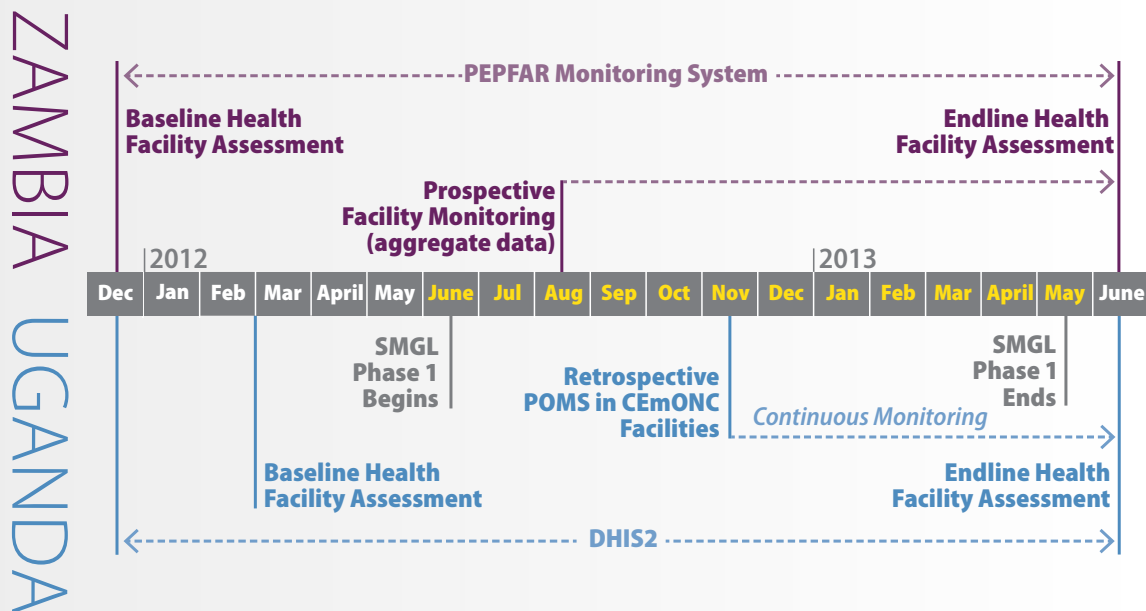 ZAMBIA
PEPFAR Monitoring System
Baseline Health
Facility Assessment
Endline Health
Facility Assessment
Prospective
Facility Monitoring
(aggregate data)
2012
2013
Dec Jan Feb Mar April May June Jul Aug Sep Oct Nov Dec Jan Feb Mar April May June
UGANDA
SMGL
Phase 1
Begins
Retrospective
POMS in CEmONC
Facilities
Continuous Monitoring
SMGL
Phase 1
Ends
Baseline Health
Facility Assessment
Endline Health
Facility Assessment
DHIS2